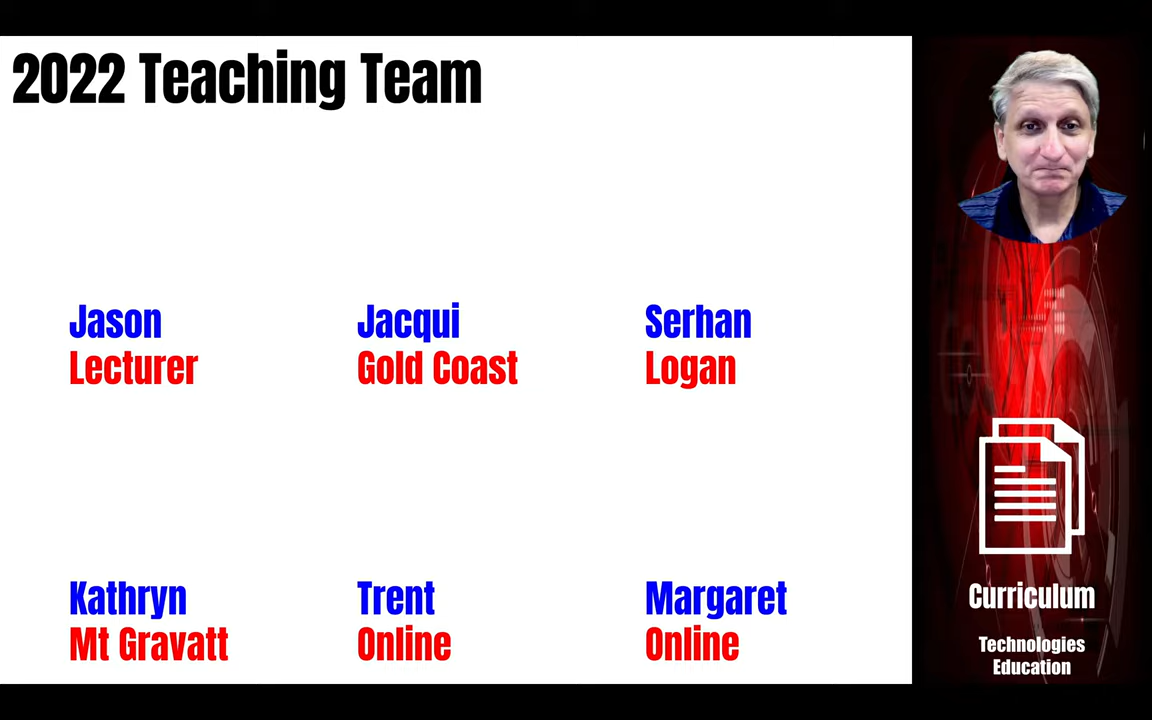 2022 Teaching Team
Jason
Lecturer
Jacqui
Gold Coast
Serhan
Logan
Kathryn
Mt Gravatt
Trent
Online
Margaret
Online
Curriculum
Technologies
Education